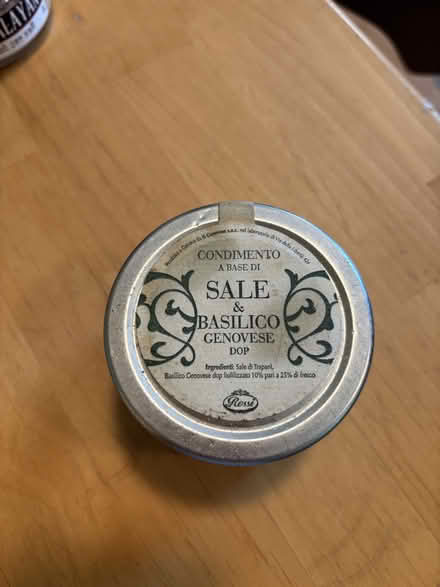 CONDIMENTO
A BASE DI
SALE
&
BASILICO
GENOVESE
DOP
Ingredienti: Sale di Trapani,
Basilico Genovese dop liofilizzato 10% pari a 25% di fresco
Rossi